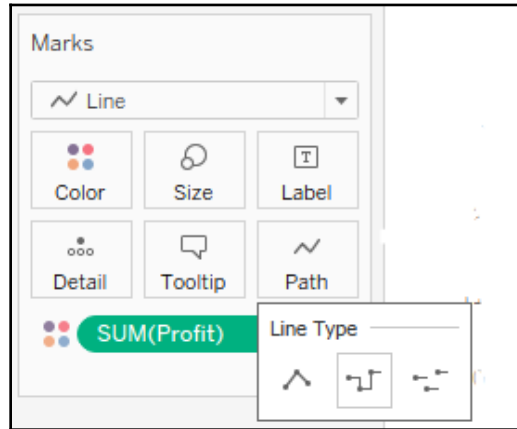 Marks
Line
Color Size Label
Detail Tooltip Path
SUM(Profit)
Line Type